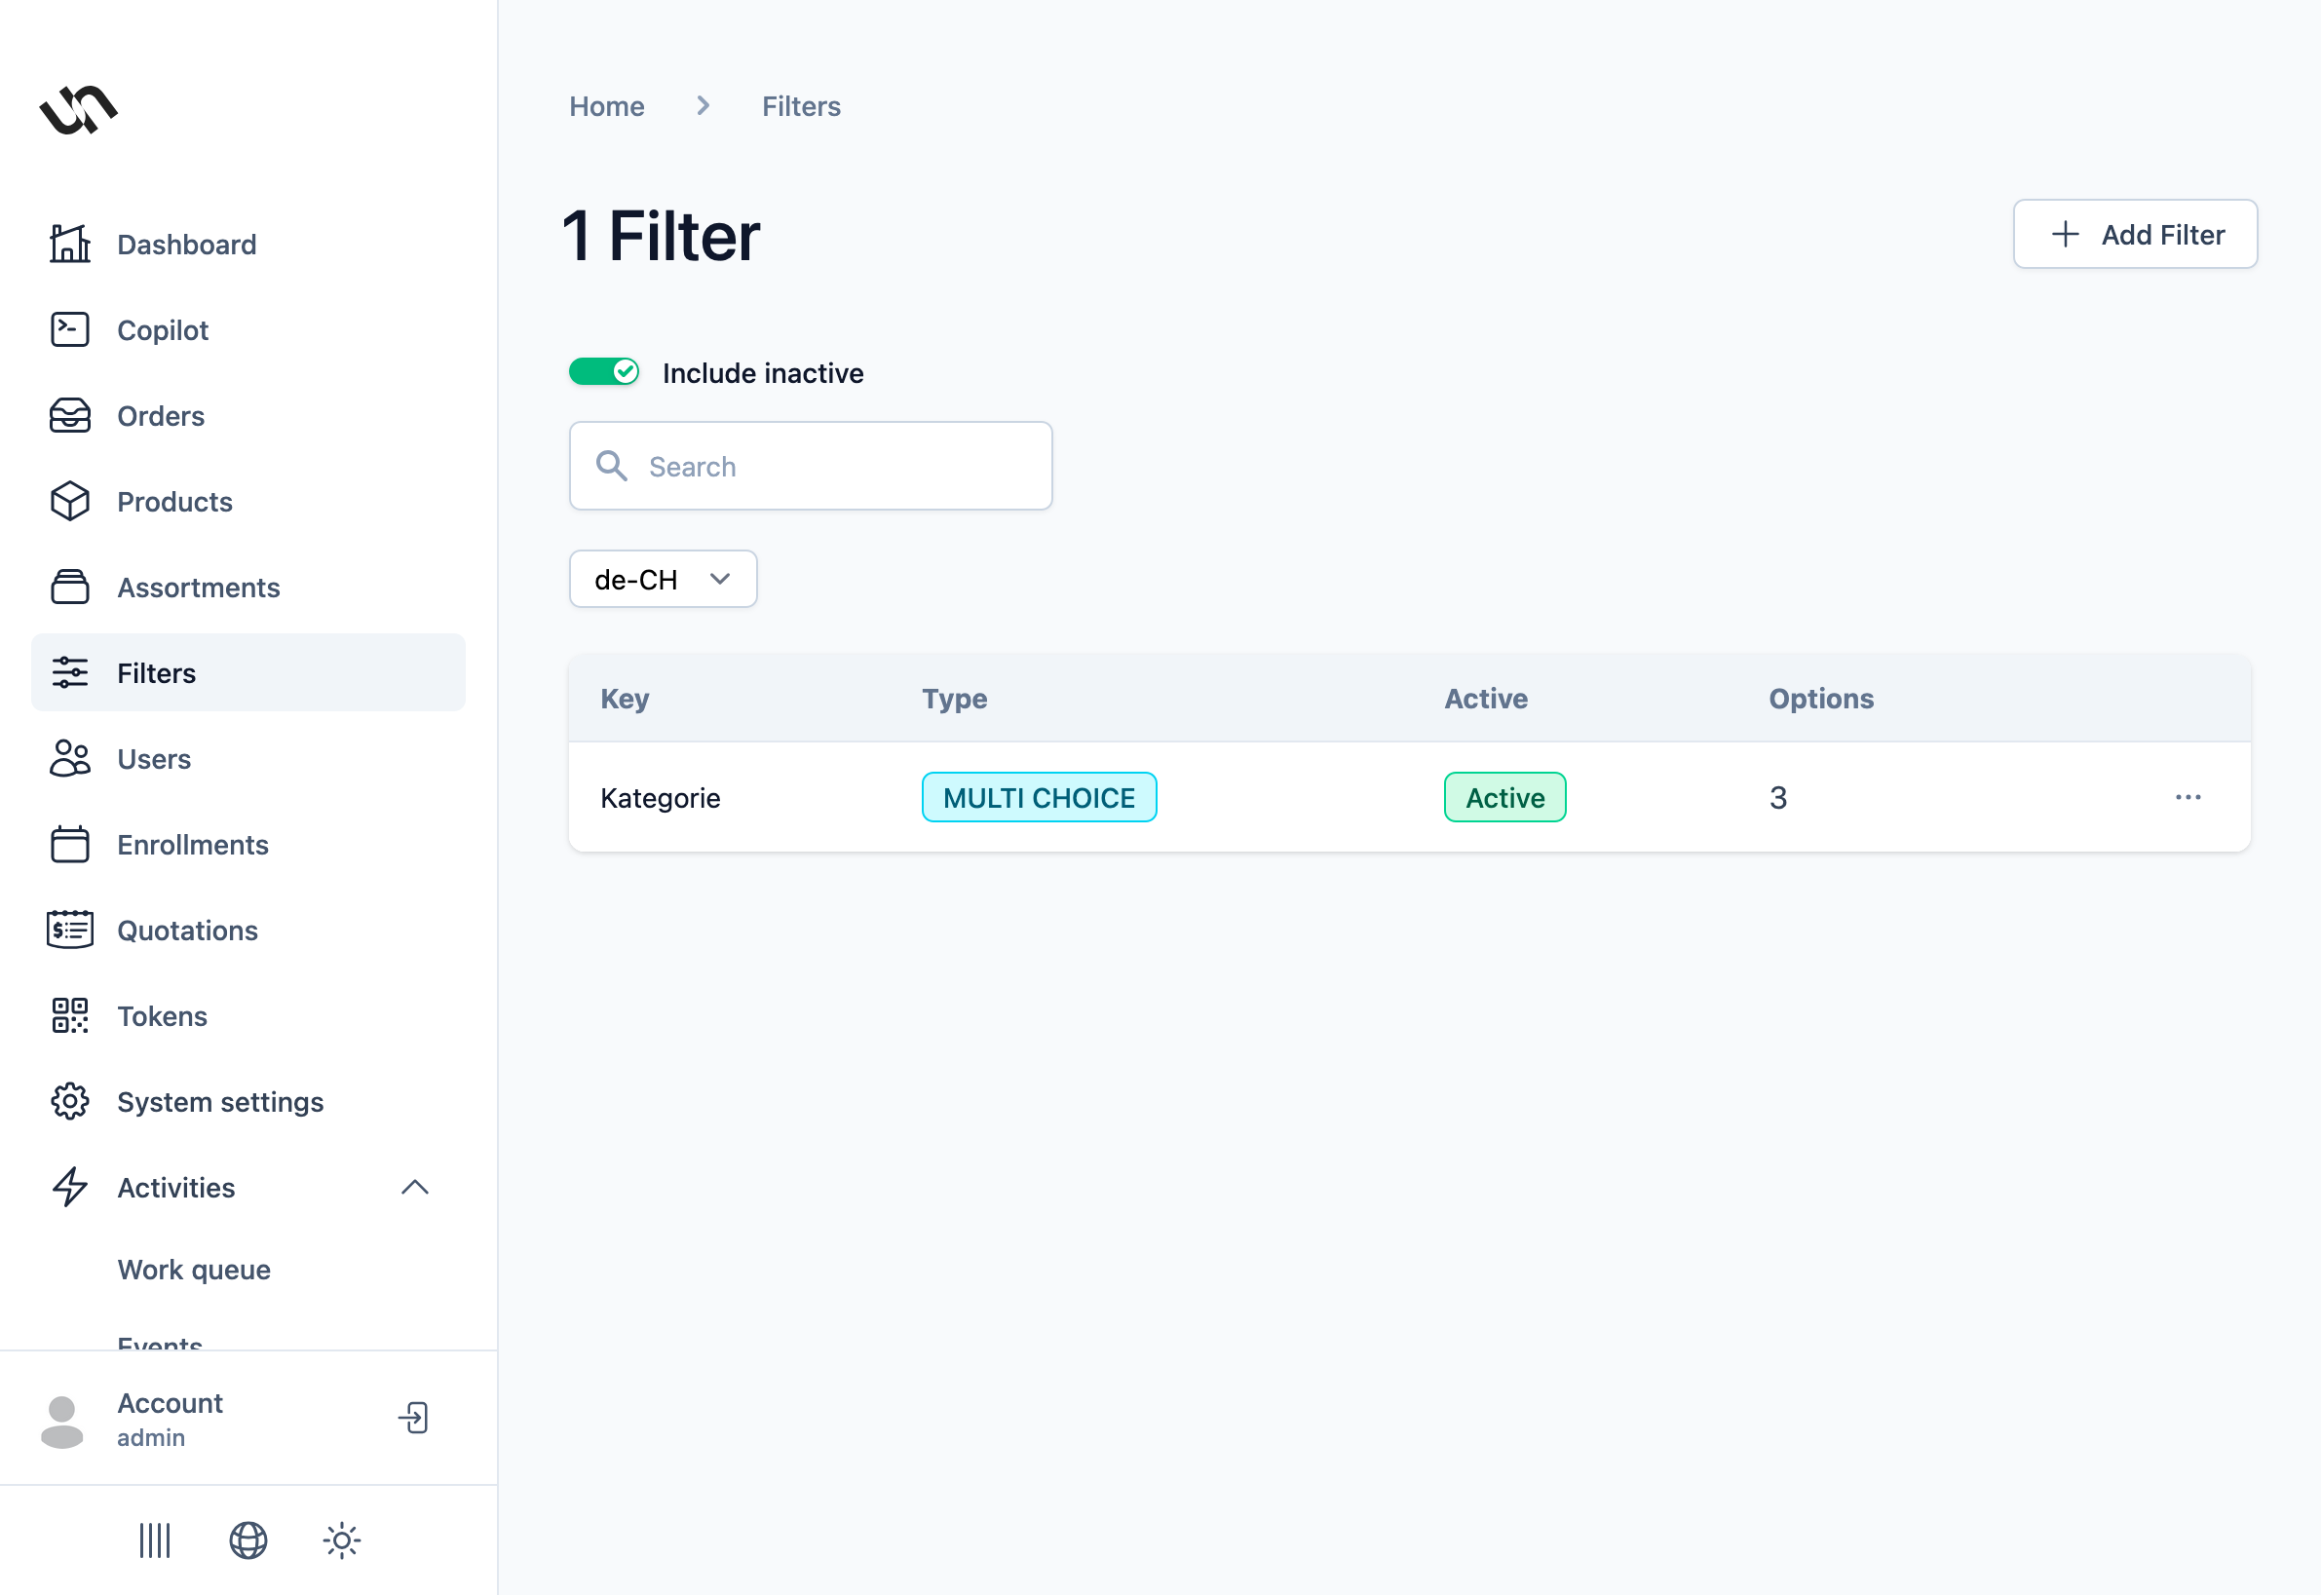 Dashboard
Copilot
Orders
Products
Assortments
Filters
Users
Enrollments
Quotations
Tokens
System settings
Activities
Work queue
Events
Account
admin
Home
Filters
1 Filter
Add Filter
Include inactive
Search
de-CH
Key Type Active Options
Kategorie MULTI CHOICE Active 3